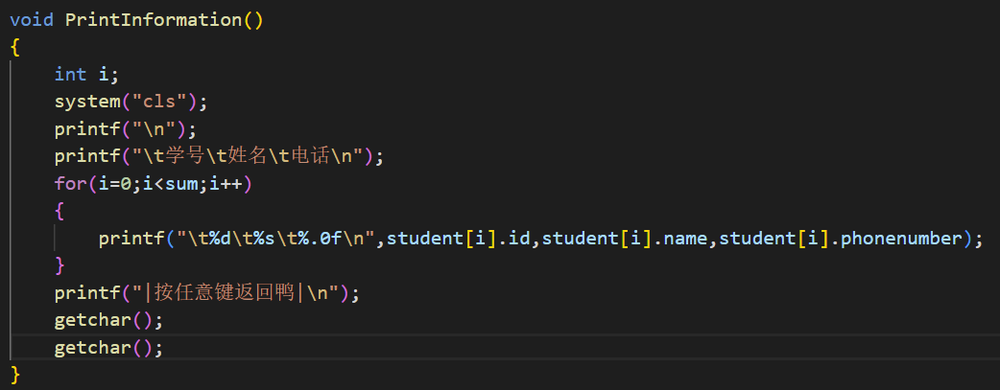 void PrintInformation()
{
    int i;
    system("cls");
    printf("\n");
    printf("\t学号\t姓名\t电话\n");
    for(i=0;i<sum;i++)
    {
        printf("\t%d\t%s\t%.0f\n",student[i].id,student[i].name,student[i].phonenumber);
    }
    printf("|按任意键返回鸭|\n");
    getchar();
    getchar();
}